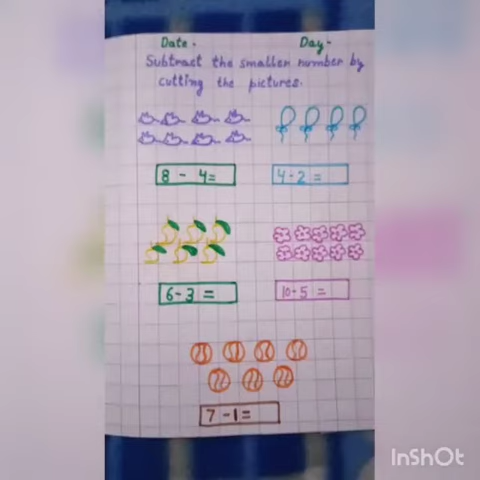 Date - Day -
Subtract the smaller number by
cutting the pictures.
8 - 4 =
4 - 2 =
6 - 3 =
10 - 5 =
7 - 1 =
InShOt